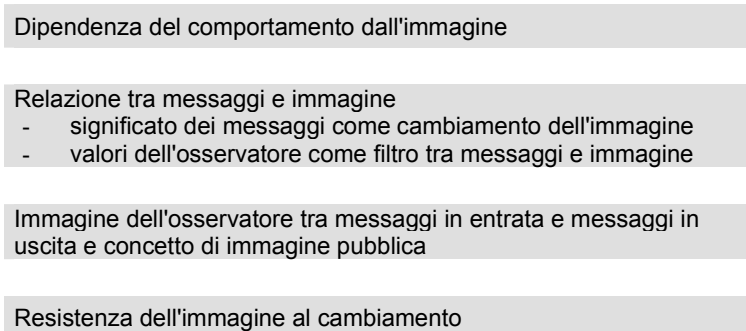 Dipendenza del comportamento dall'immagine
Relazione tra messaggi e immagine
- significato dei messaggi come cambiamento dell'immagine
- valori dell'osservatore come filtro tra messaggi e immagine
Immagine dell'osservatore tra messaggi in entrata e messaggi in
uscita e concetto di immagine pubblica
Resistenza dell'immagine al cambiamento